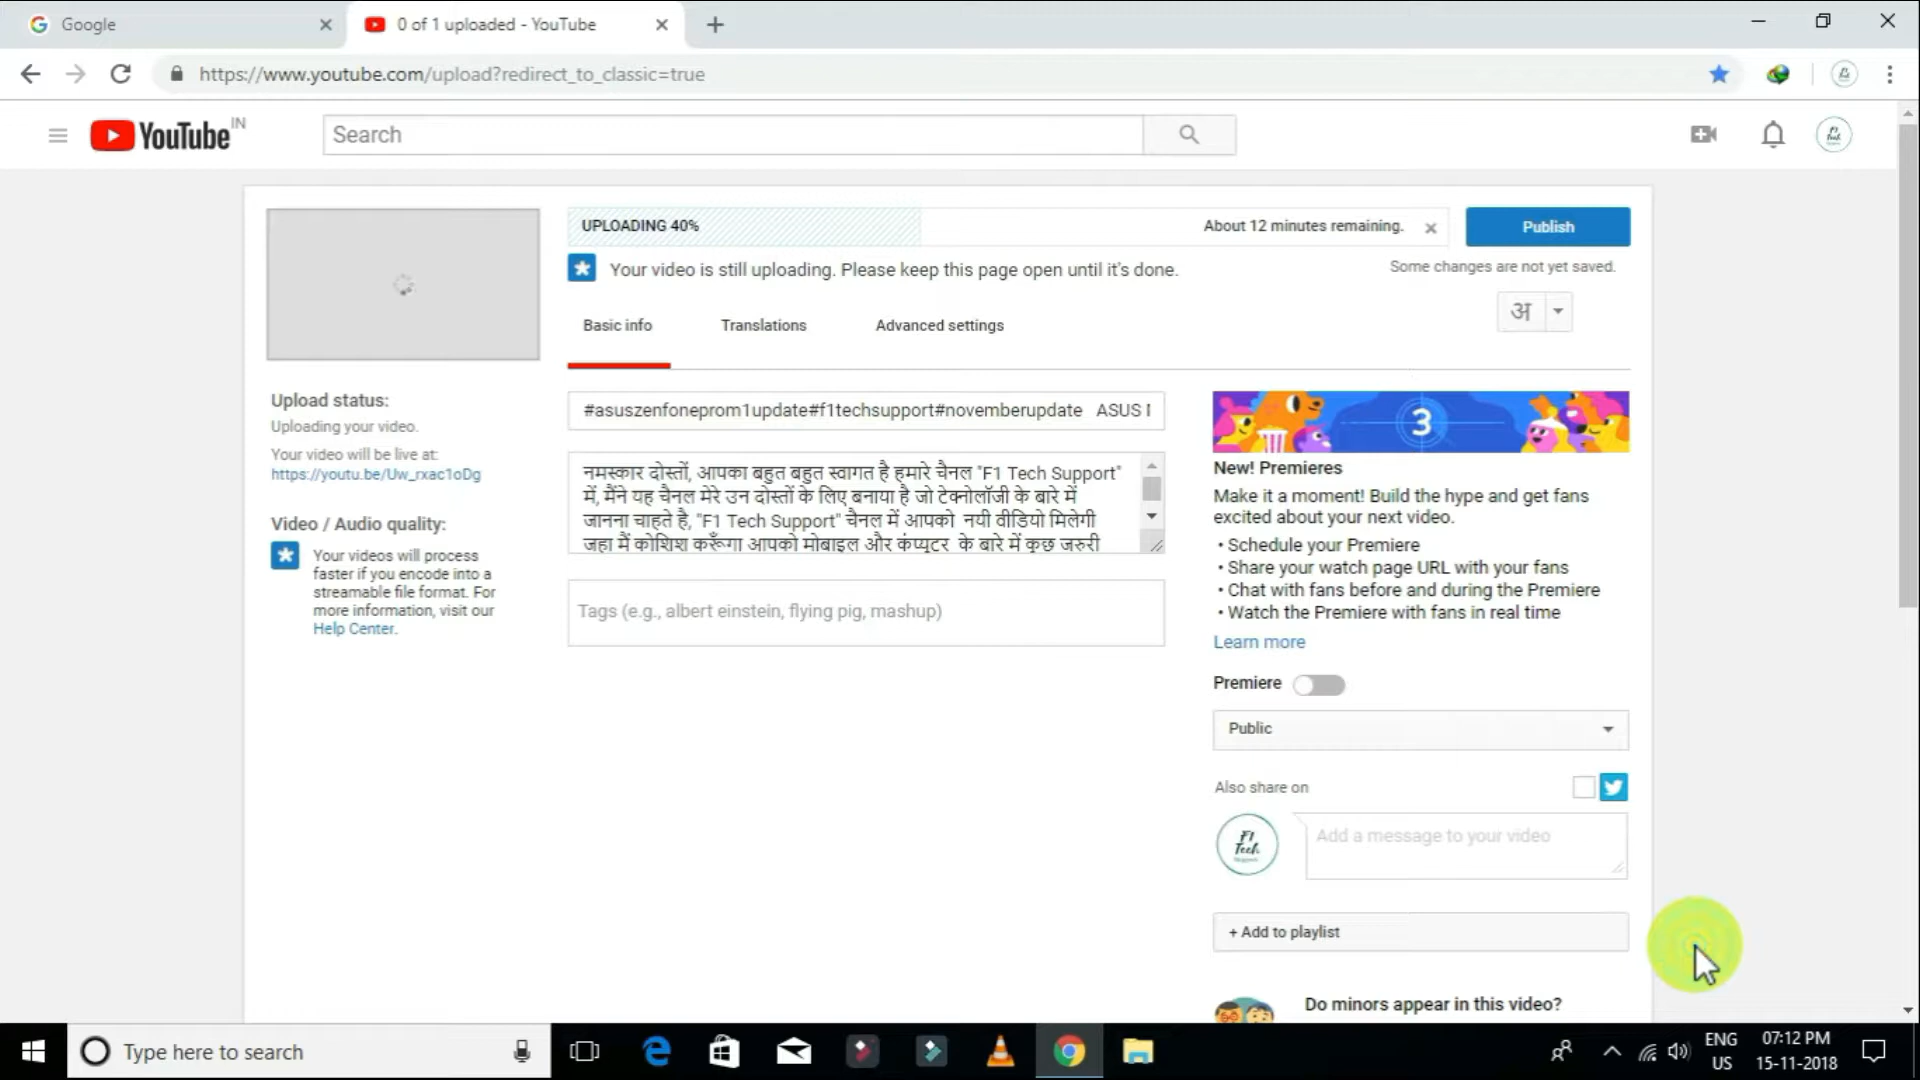 Google
0 of 1 uploaded - YouTube
https://www.youtube.com/upload?redirect_to_classic=true
YouTube IN
Search
UPLOADING 40%
About 12 minutes remaining.
Publish
Your video is still uploading. Please keep this page open until it's done.
Some changes are not yet saved.
अ
Basic info
Translations
Advanced settings
Upload status:
Uploading your video.
Your video will be live at:
https://youtu.be/Uw_rxac1oDg
Video / Audio quality:
Your videos will process
faster if you encode into a
streamable file format. For
more information, visit our
Help Center.
#asuszenfoneprom1update#f1techsupport#novemberupdate ASUS
नमस्कार दोस्तों, आपका बहुत बहुत स्वागत है हमारे चैनल "F1 Tech Support"
में, मैंने यह चैनल मेरे उन दोस्तों के लिए बनाया है जो टेक्नोलॉजी के बारे में
जानना चाहते है, "F1 Tech Support" चैनल में आपको नयी वीडियो मिलेगी
जहा मैं कोशिश करूँगा आपको मोबाइल और कंप्यूटर के बारे में कुछ जरुरी
Tags (e.g., albert einstein, flying pig, mashup)
3
New! Premieres
Make it a moment! Build the hype and get fans
excited about your next video.
• Schedule your Premiere
• Share your watch page URL with your fans
• Chat with fans before and during the Premiere
• Watch the Premiere with fans in real time
Learn more
Premiere
Public
Also share on
F1
Tech
Add a message to your video
+ Add to playlist
Do minors appear in this video?
Type here to search
ENG
US
07:12 PM
15-11-2018